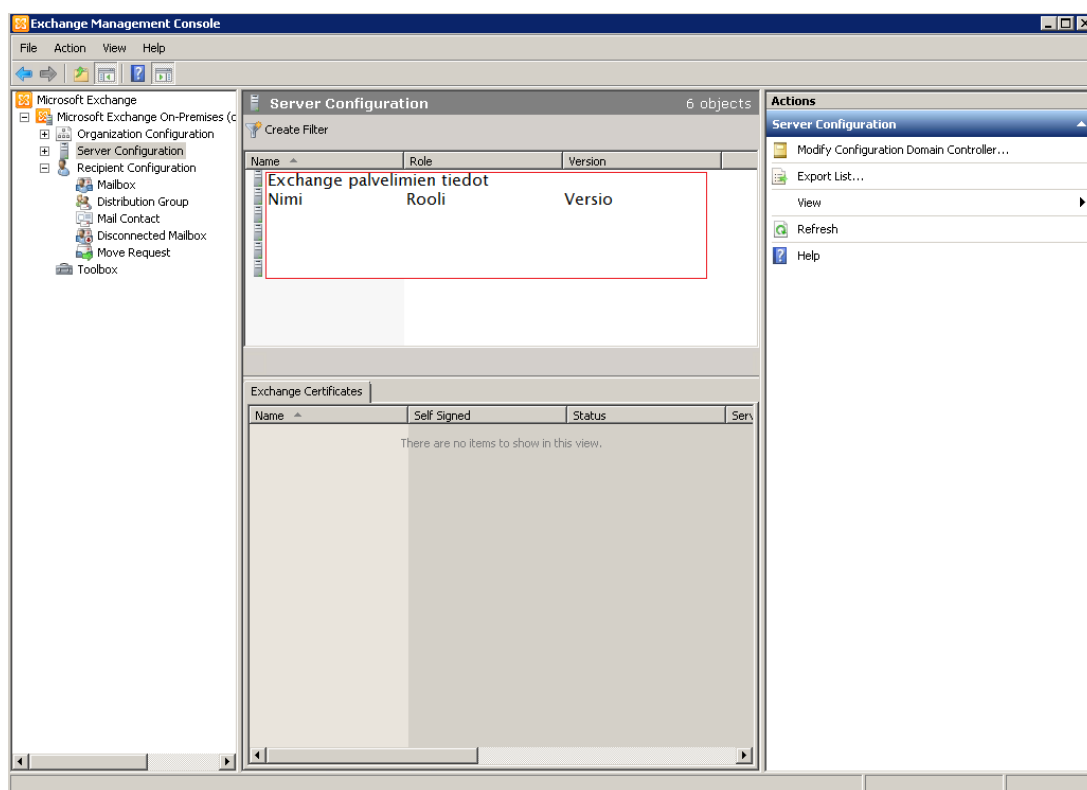 Exchange Management Console
File Action View Help
Microsoft Exchange
Microsoft Exchange On-Premises (c
Organization Configuration
Server Configuration
Recipient Configuration
Mailbox
Distribution Group
Mail Contact
Disconnected Mailbox
Move Request
Toolbox
Server Configuration 6 objects
Create Filter
Name Role Version
Exchange palvelimien tiedot
Nimi Rooli Versio
Exchange Certificates
Name Self Signed Status Serv
There are no items to show in this view.
Actions
Server Configuration
Modify Configuration Domain Controller...
Export List...
View
Refresh
Help